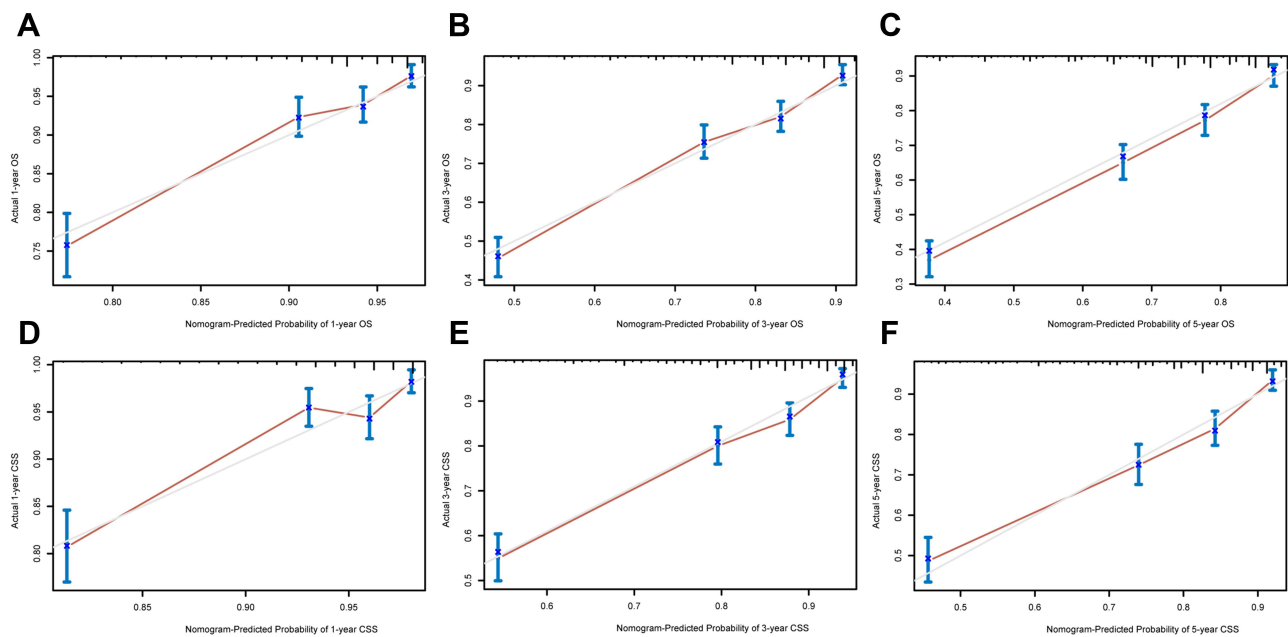 A
Actual 1-year OS
1.00
0.95
0.90
0.85
0.80
0.75
0.80 0.85 0.90 0.95
Nomogram-Predicted Probability of 1-year OS
B
Actual 3-year OS
0.9
0.8
0.7
0.6
0.5
0.4
0.5 0.6 0.7 0.8 0.9
Nomogram-Predicted Probability of 3-year OS
C
Actual 5-year OS
0.9
0.8
0.7
0.6
0.5
0.4
0.3
0.4 0.5 0.6 0.7 0.8
Nomogram-Predicted Probability of 5-year OS
D
Actual 1-year CSS
1.00
0.95
0.90
0.85
0.80
0.85 0.90 0.95
Nomogram-Predicted Probability of 1-year CSS
E
Actual 3-year CSS
0.9
0.8
0.7
0.6
0.5
0.6 0.7 0.8 0.9
Nomogram-Predicted Probability of 3-year CSS
F
Actual 5-year CSS
0.9
0.8
0.7
0.6
0.5
0.5 0.6 0.7 0.8 0.9
Nomogram-Predicted Probability of 5-year CSS